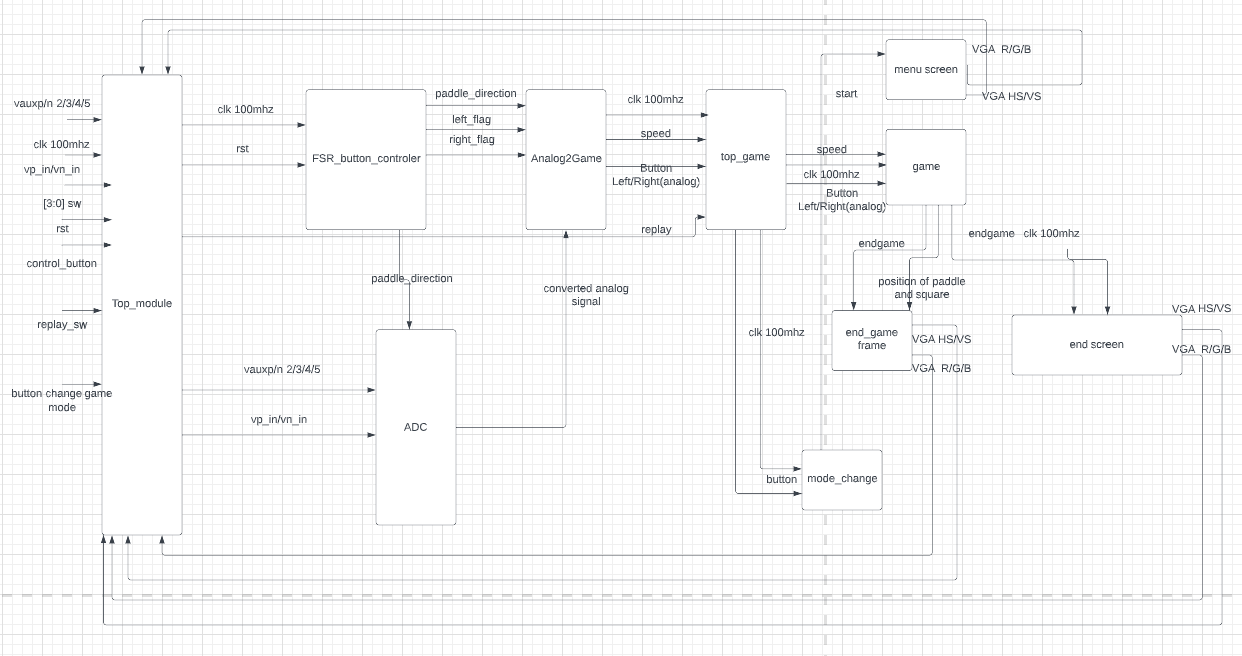 VGA R/G/B
menu screen
VGA HS/VS
start
vauxp/n 2/3/4/5
clk 100mhz
vp_in/vn_in
[3:0] sw
rst
control_button
Top_module
replay_sw
button change game
mode
clk 100mhz
rst
FSR_button_controler
paddle_direction
left_flag
right_flag
Analog2Game
clk 100mhz
speed
Button
Left/Right(analog)
top_game
replay
speed
clk 100mhz
Button
Left/Right(analog)
game
endgame
endgame
clk 100mhz
paddle_direction
converted analog
signal
position of paddle
and square
clk 100mhz
end_game
frame
VGA HS/VS
VGA R/G/B
end screen
VGA HS/VS
VGA R/G/B
vauxp/n 2/3/4/5
vp_in/vn_in
ADC
button
mode_change